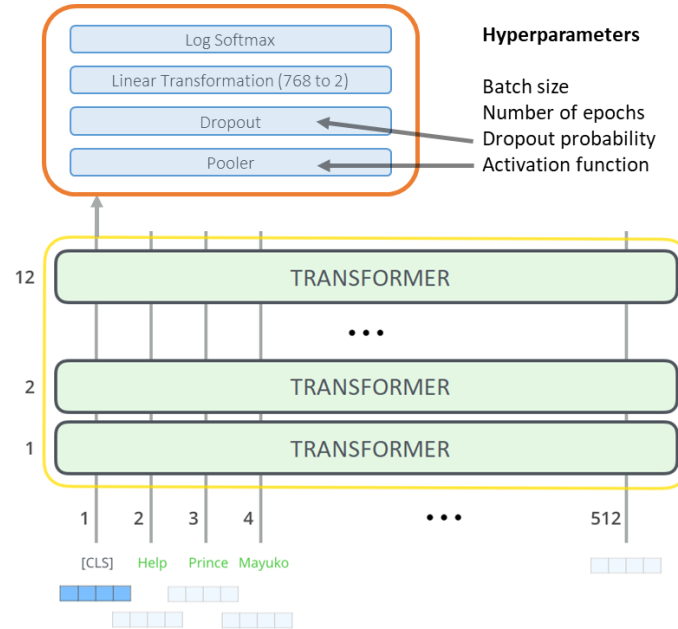 Log Softmax
Linear Transformation (768 to 2)
Dropout
Pooler
Hyperparameters
Batch size
Number of epochs
Dropout probability
Activation function
12
TRANSFORMER
•••
2
TRANSFORMER
1
TRANSFORMER
1 2 3 4 ••• 512
[CLS] Help Prince Mayuko